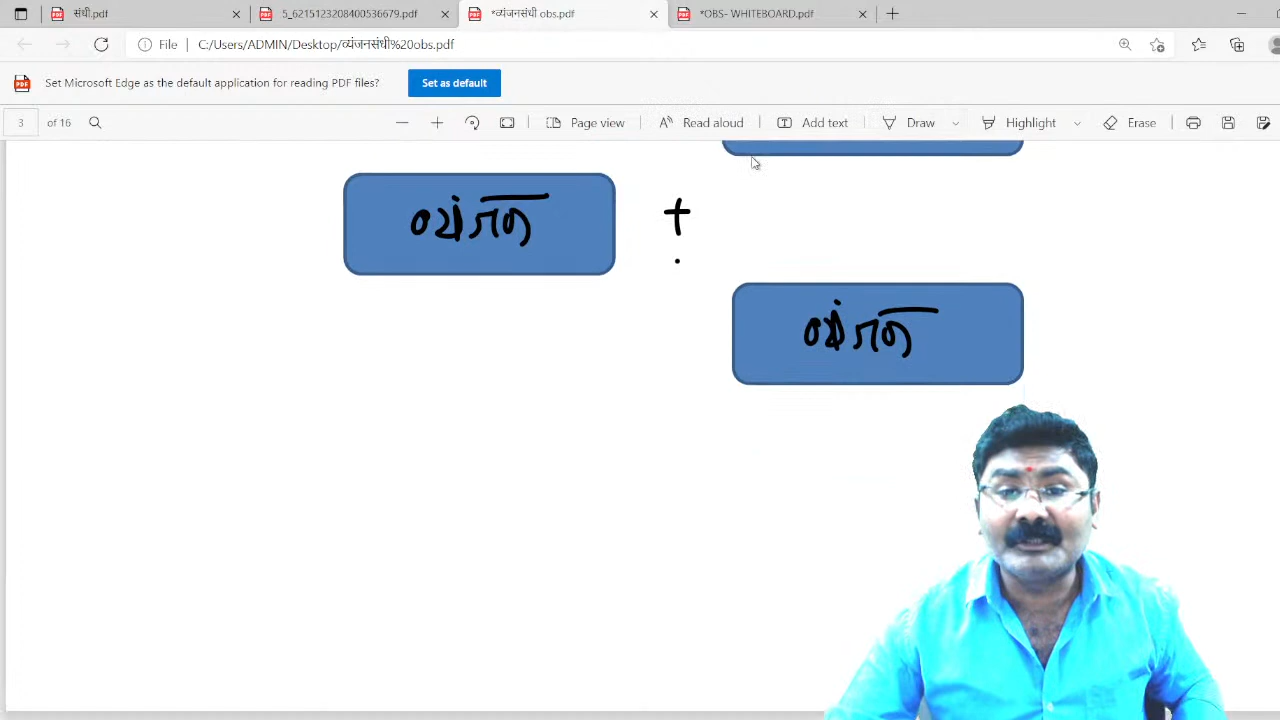 संधी.pdf
5_6215123208400536679.pdf
*व्यंजनसंधी obs.pdf
*OBS- WHITEBOARD.pdf
File
C:/Users/ADMIN/Desktop/व्यंजनसंधी%20obs.pdf
Set Microsoft Edge as the default application for reading PDF files?
Set as default
3 of 16
Page view
Read aloud
Add text
Draw
Highlight
Erase
व्यंजन +
व्यंजन